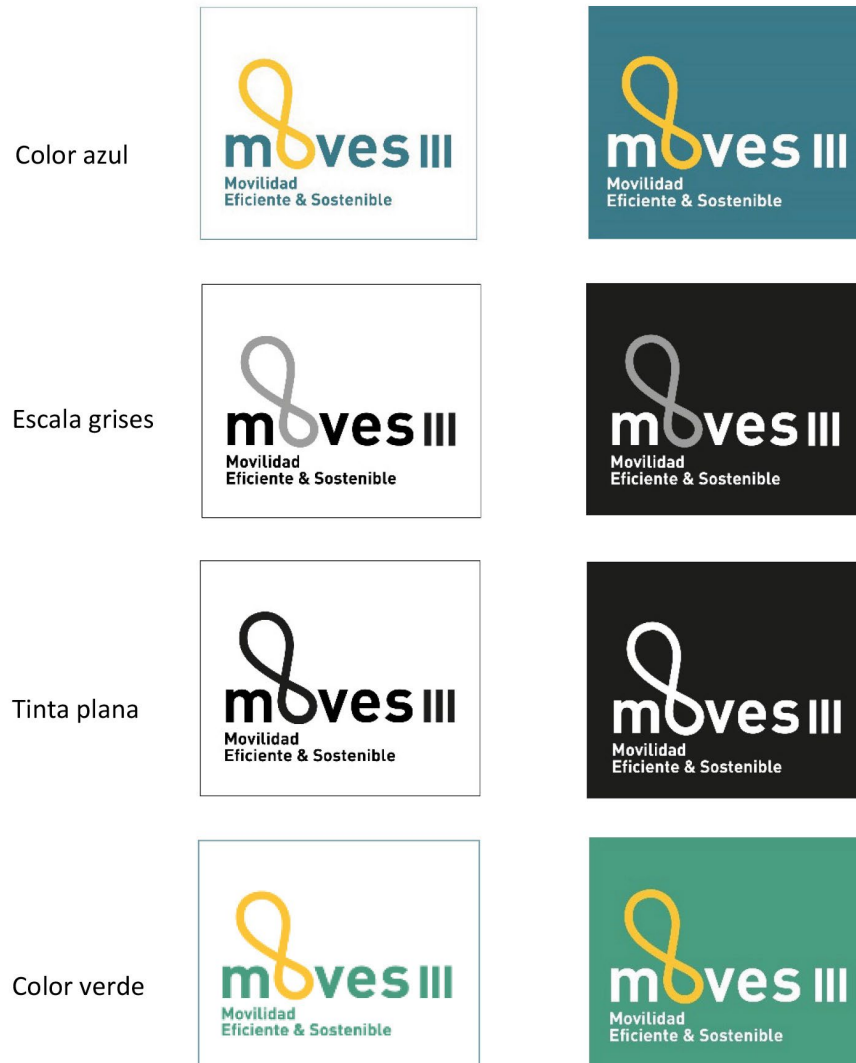 Color azul
moves III
Movilidad
Eficiente & Sostenible
moves III
Movilidad
Eficiente & Sostenible
Escala grises
moves III
Movilidad
Eficiente & Sostenible
moves III
Movilidad
Eficiente & Sostenible
Tinta plana
moves III
Movilidad
Eficiente & Sostenible
moves III
Movilidad
Eficiente & Sostenible
Color verde
moves III
Movilidad
Eficiente & Sostenible
moves III
Movilidad
Eficiente & Sostenible